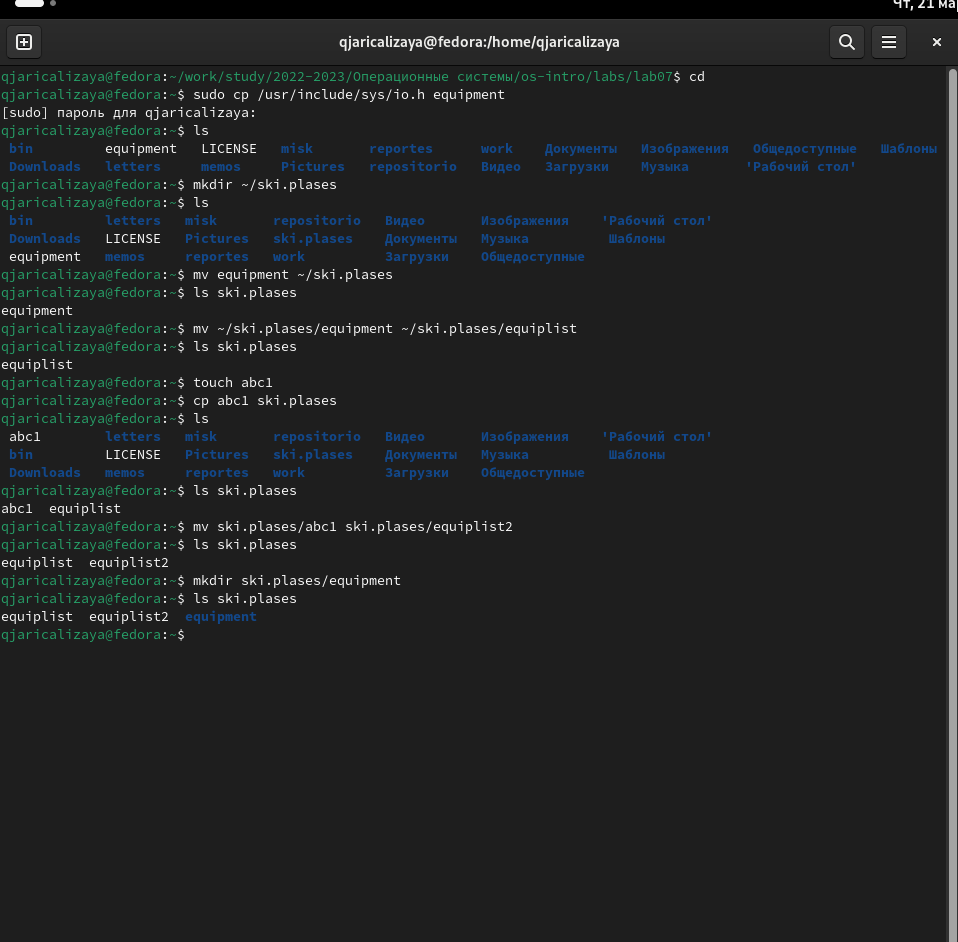 Чт, 21 ма
qjaricalizaya@fedora:/home/qjaricalizaya
qjaricalizaya@fedora:~/work/study/2022-2023/Операционные системы/os-intro/labs/lab07$ cd
qjaricalizaya@fedora:~$ sudo cp /usr/include/sys/io.h equipment
[sudo] пароль для qjaricalizaya:
qjaricalizaya@fedora:~$ ls
bin equipment LICENSE misk reportes work Документы Изображения Общедоступные Шаблоны
Downloads letters memos Pictures repositorio Видео Загрузки Музыка 'Рабочий стол'
qjaricalizaya@fedora:~$ mkdir ~/ski.plases
qjaricalizaya@fedora:~$ ls
bin letters misk repositorio Видео Изображения 'Рабочий стол'
Downloads LICENSE Pictures ski.plases Документы Музыка Шаблоны
equipment memos reportes work Загрузки Общедоступные
qjaricalizaya@fedora:~$ mv equipment ~/ski.plases
qjaricalizaya@fedora:~$ ls ski.plases
equipment
qjaricalizaya@fedora:~$ mv ~/ski.plases/equipment ~/ski.plases/equiplist
qjaricalizaya@fedora:~$ ls ski.plases
equiplist
qjaricalizaya@fedora:~$ touch abc1
qjaricalizaya@fedora:~$ cp abc1 ski.plases
qjaricalizaya@fedora:~$ ls
abc1 letters misk repositorio Видео Изображения 'Рабочий стол'
bin LICENSE Pictures ski.plases Документы Музыка Шаблоны
Downloads memos reportes work Загрузки Общедоступные
qjaricalizaya@fedora:~$ ls ski.plases
abc1 equiplist
qjaricalizaya@fedora:~$ mv ski.plases/abc1 ski.plases/equiplist2
qjaricalizaya@fedora:~$ ls ski.plases
equiplist equiplist2
qjaricalizaya@fedora:~$ mkdir ski.plases/equipment
qjaricalizaya@fedora:~$ ls ski.plases
equiplist equiplist2 equipment
qjaricalizaya@fedora:~$